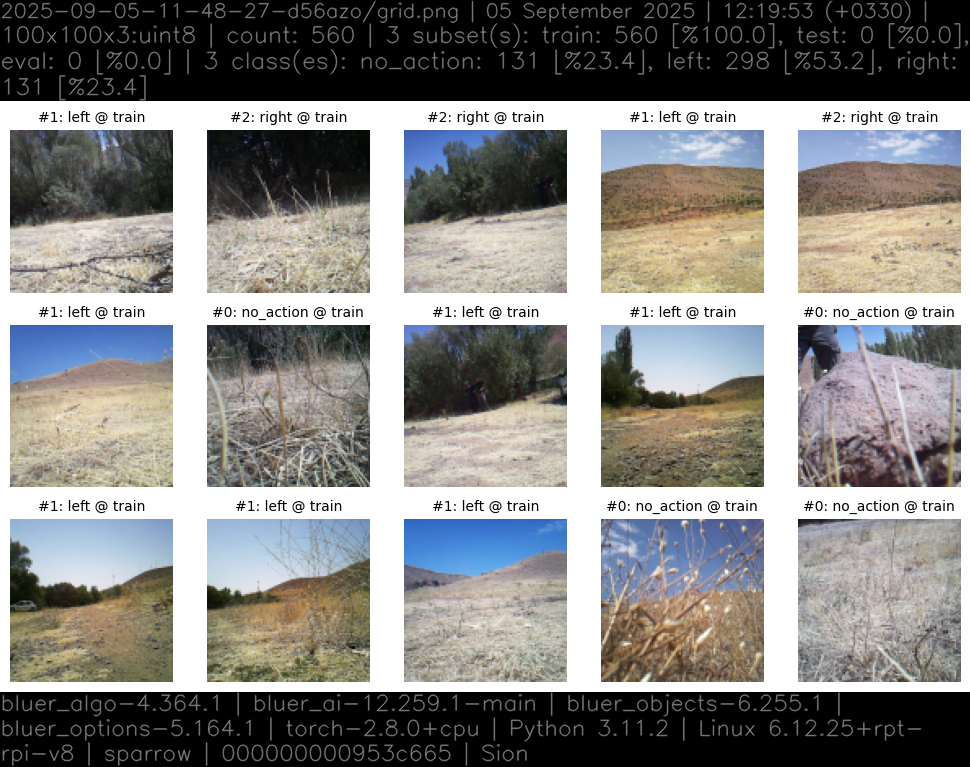 2025-09-05-11-48-27-d56azo/grid.png | 05 September 2025 | 12:19:53 (+0330) |
100x100x3:uint8 | count: 560 | 3 subset(s): train: 560 [%100.0], test: 0 [%0.0],
eval: 0 [%0.0] | 3 class(es): no_action: 131 [%23.4], left: 298 [%53.2], right:
131 [%23.4]
#1: left @ train #2: right @ train #2: right @ train #1: left @ train #2: right @ train
#1: left @ train #0: no_action @ train #1: left @ train #1: left @ train #0: no_action @ train
#1: left @ train #1: left @ train #1: left @ train #0: no_action @ train #0: no_action @ train
bluer_algo-4.364.1 | bluer_ai-12.259.1-main | bluer_objects-6.255.1 |
bluer_options-5.164.1 | torch-2.8.0+cpu | Python 3.11.2 | Linux 6.12.25+rpt-
rpi-v8 | sparrow | 000000000953c665 | Sion